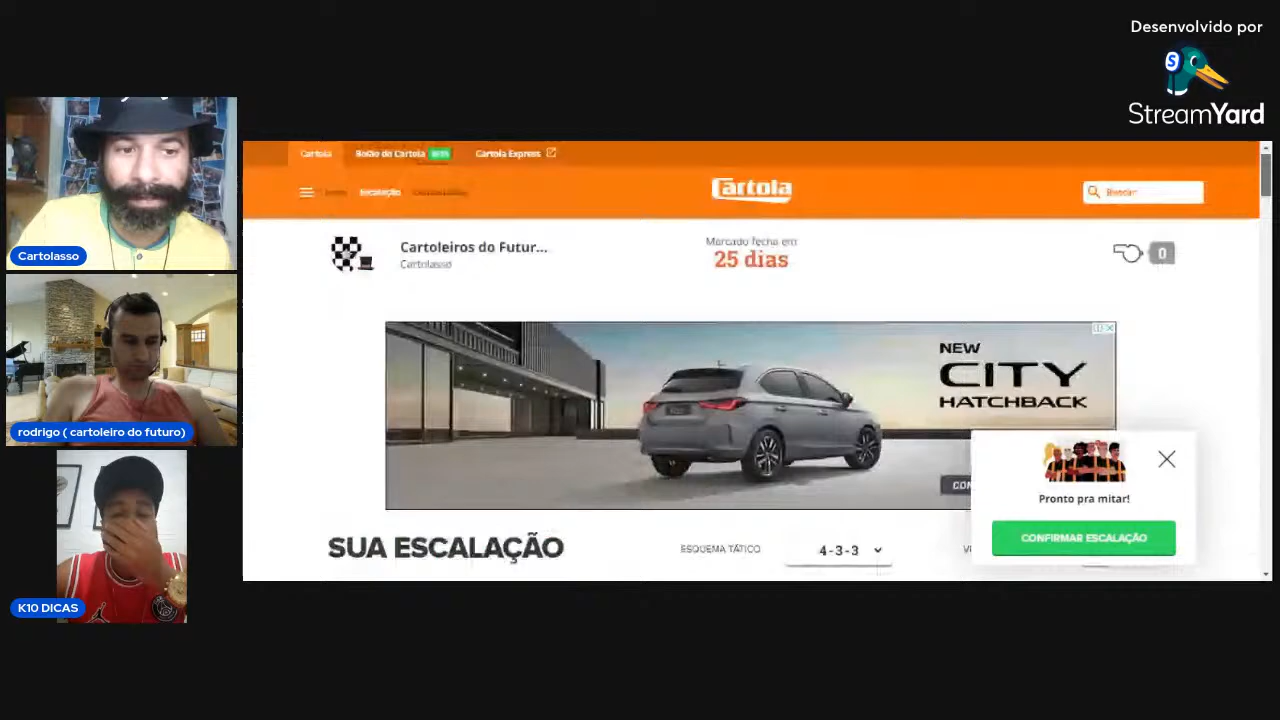 Desenvolvido por
StreamYard
Cartola
Bolão do Cartola
Cartola Express
Escalação
Cartola
Buscar
Cartoleiros do Futur...
Cartolasso
Mercado fecha em
25 dias
0
NEW
CITY
HATCHBACK
Pronto pra mitar!
CONFIRMAR ESCALAÇÃO
SUA ESCALAÇÃO
ESQUEMA TÁTICO
4-3-3
Cartolasso
rodrigo ( cartoleiro do futuro)
K10 DICAS